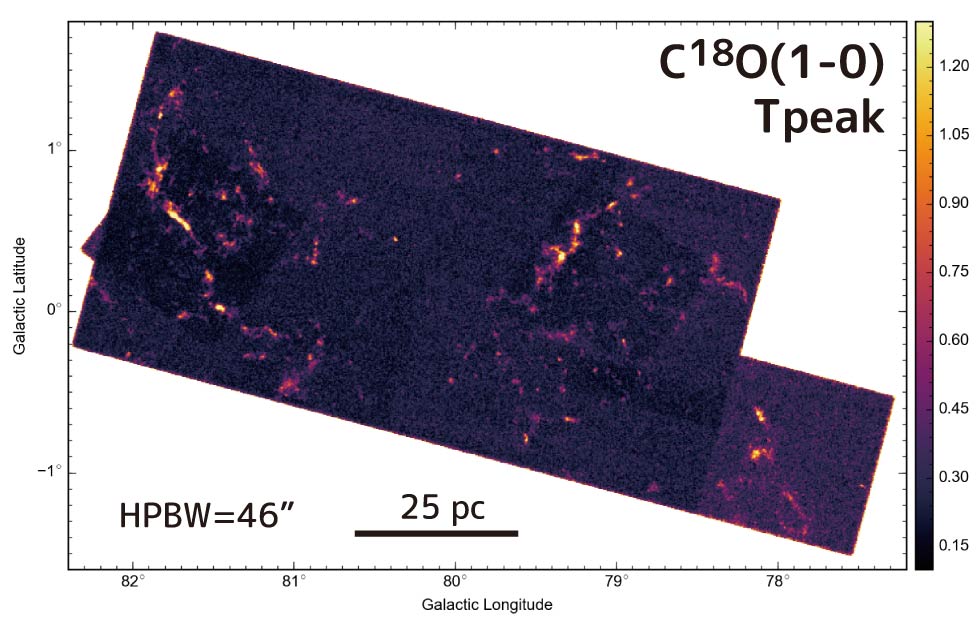 C¹⁸O(1-0)
Tpeak
1°
0°
−1°
Galactic Latitude
HPBW=46″
25 pc
82° 81° 80° 79° 78°
Galactic Longitude
1.20
1.05
0.90
0.75
0.60
0.45
0.30
0.15